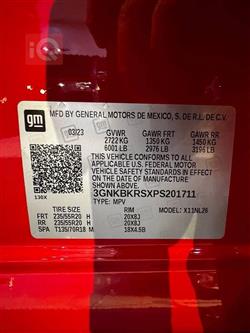 iQ
gm
MFD BY GENERAL MOTORS DE MEXICO, S. DE R.L. DE C.V.
03/23 GVWR GAWR FRT GAWR RR
2722 KG 1350 KG 1450 KG
6001 LB 2976 LB 3196 LB
THIS VEHICLE CONFORMS TO ALL
APPLICABLE U.S. FEDERAL MOTOR
VEHICLE SAFETY
STANDARDS IN EFFECT ON THE DATE OF
MANUFACTURE SHOWN ABOVE.
3GNKBKRSXPS201711
130X
TYPE: MPV
TIRE SIZE RIM MODEL: X11NL26
FRT 235/55R20 H 20X8J
RR 235/55R20 H 20X8J
SPA T135/70R18 M 18X4.5B